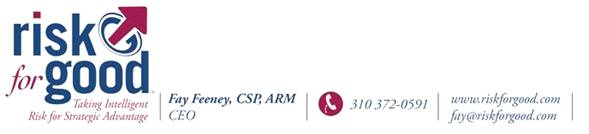 risk
for good
Taking Intelligent
Risk for Strategic Advantage
Fay Feeney, CSP, ARM
CEO
310 372-0591
www.riskforgood.com
fay@riskforgood.com